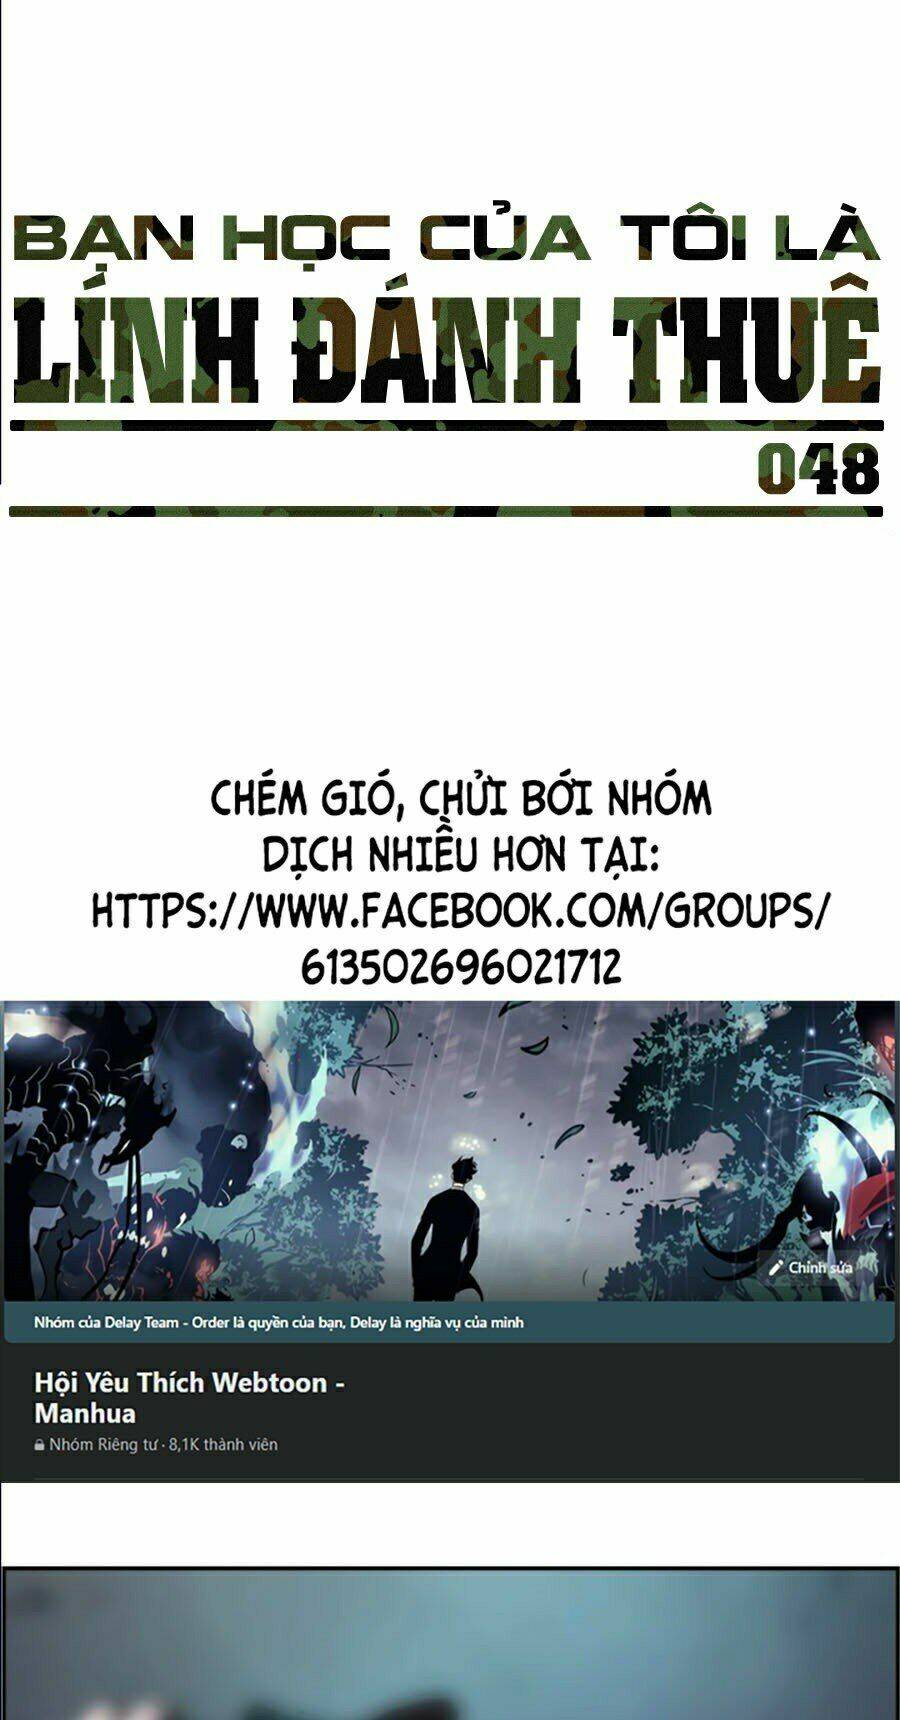 BẠN HỌC CỦA TÔI LÀ
LÍNH ĐÁNH THUÊ
048
CHÉM GIÓ, CHỬI BỚI NHÓM
DỊCH NHIỀU HƠN TẠI:
HTTPS://WWW.FACEBOOK.COM/GROUPS/
613502696021712
Chỉnh sửa
Nhóm của Delay Team - Order là quyền của bạn, Delay là nghĩa vụ của mình
Hội Yêu Thích Webtoon -
Manhua
Nhóm Riêng tư · 8,1K thành viên